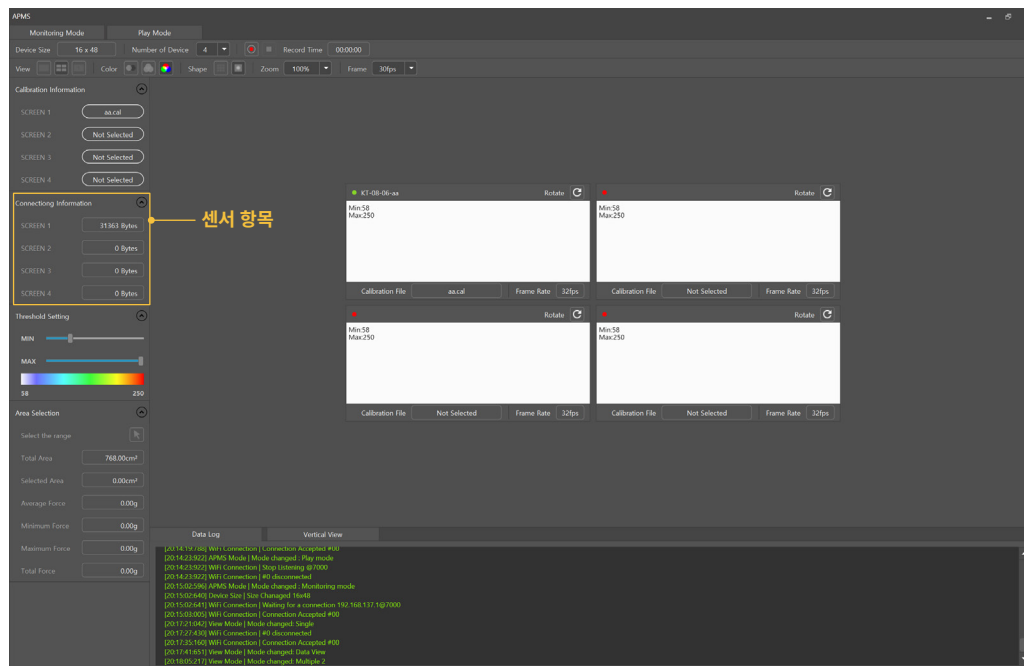 APMS
Monitoring Mode Play Mode
Device Size 16 x 48 Number of Device 4 Record Time 00:00:00
View Color Shape Zoom 100% Frame 30fps
Calibration Information
SCREEN 1 aa.cal
SCREEN 2 Not Selected
SCREEN 3 Not Selected
SCREEN 4 Not Selected
Connectiong Information
SCREEN 1 31363 Bytes
SCREEN 2 0 Bytes
SCREEN 3 0 Bytes
SCREEN 4 0 Bytes
센서 항목
Threshold Setting
MIN
MAX
58 250
Area Selection
Select the range
Total Area 768.00cm²
Selected Area 0.00cm²
Average Force 0.00g
Minimum Force 0.00g
Maximum Force 0.00g
Total Force 0.00g
KT-08-06-aa Rotate
Min:58
Max:250
Calibration File aa.cal Frame Rate 32fps
Rotate
Min:58
Max:250
Calibration File Not Selected Frame Rate 32fps
Rotate
Min:58
Max:250
Calibration File Not Selected Frame Rate 32fps
Rotate
Min:58
Max:250
Calibration File Not Selected Frame Rate 32fps
Data Log Vertical View
[20:14:19:788] WiFi Connection | Connection Accepted #00
[20:14:23:922] APMS Mode | Mode changed : Play mode
[20:14:23:922] WiFi Connection | Stop Listening @7000
[20:14:23:922] WiFi Connection | #0 disconnected
[20:15:02:596] APMS Mode | Mode changed : Monitoring mode
[20:15:02:640] Device Size | Size Chanaged 16x48
[20:15:02:641] WiFi Connection | Waiting for a connection 192.168.137.1@7000
[20:15:03:005] WiFi Connection | Connection Accepted #00
[20:17:21:042] View Mode | Mode changed: Single
[20:17:27:430] WiFi Connection | #0 disconnected
[20:17:35:160] WiFi Connection | Connection Accepted #00
[20:17:41:651] View Mode | Mode changed: Data View
[20:18:05:217] View Mode | Mode changed: Multiple 2